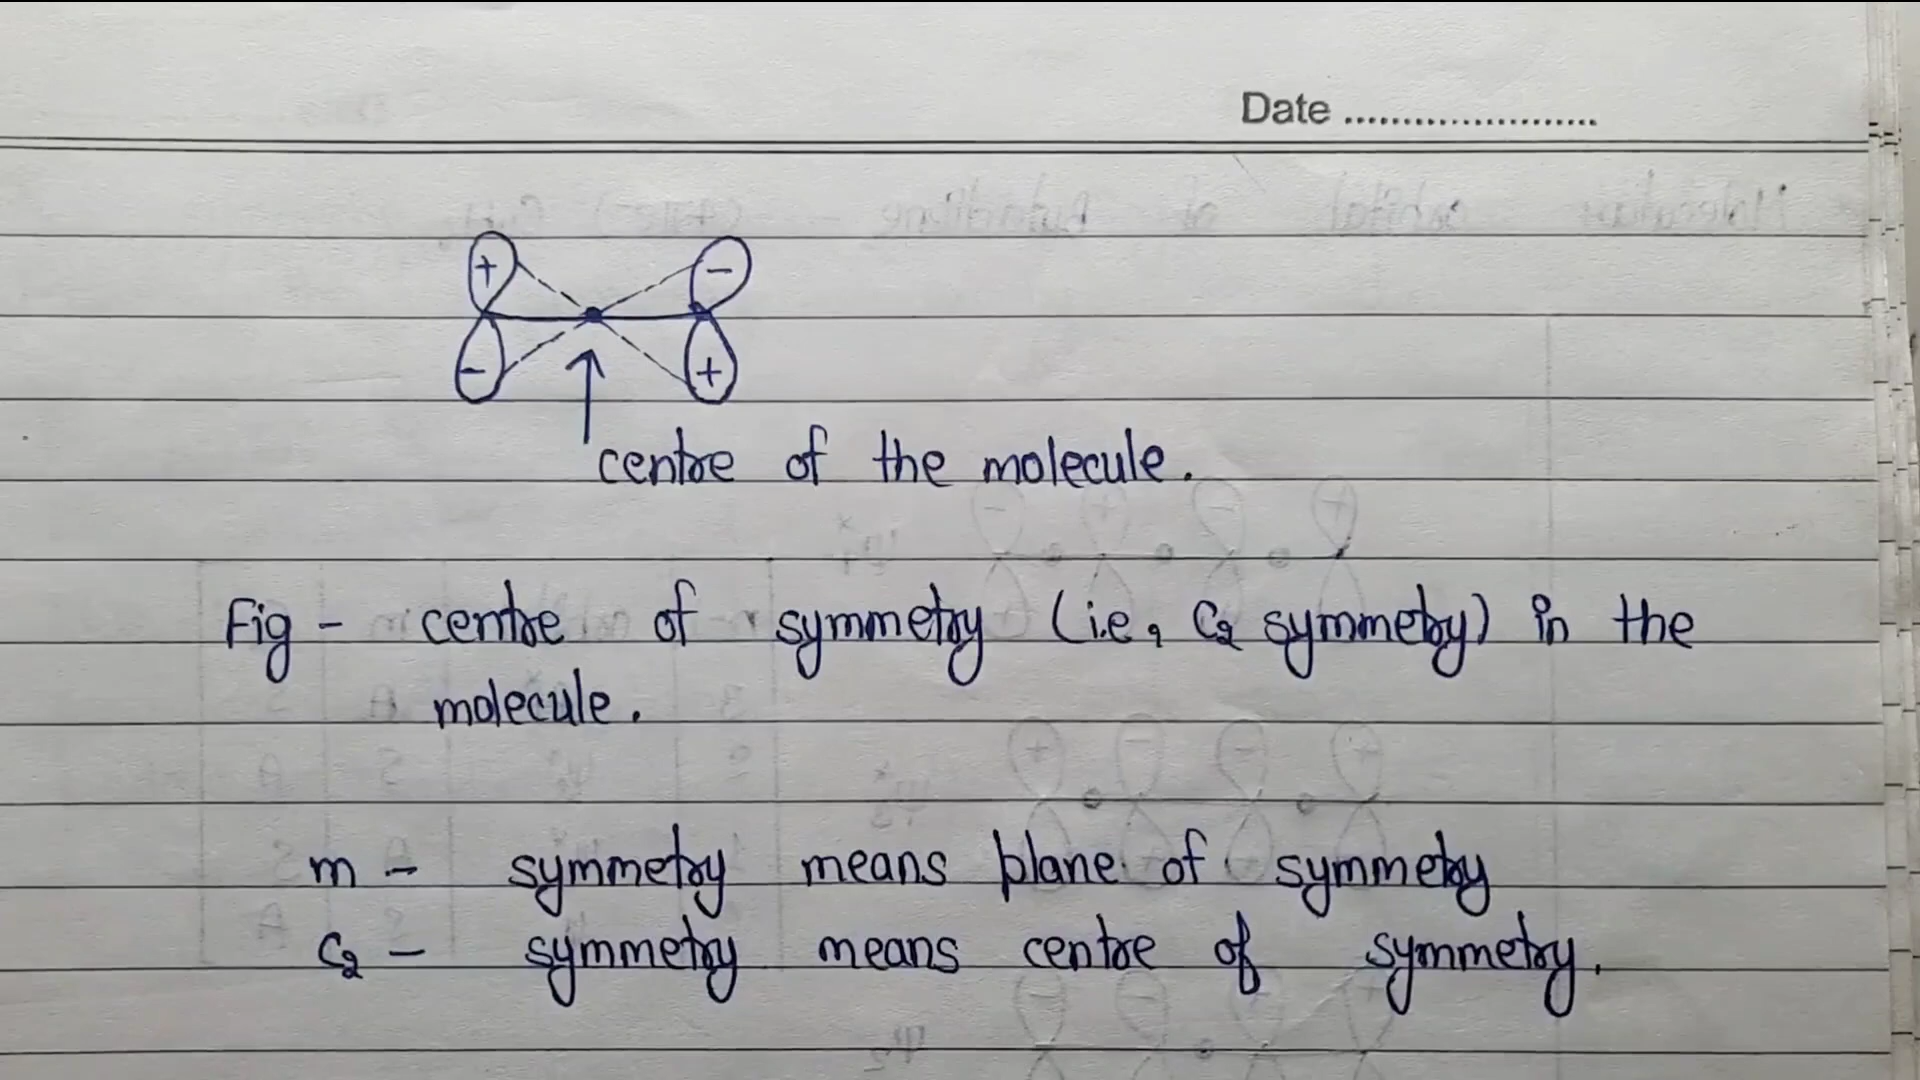 Date ........................
+ -
- +
centre of the molecule.
Fig - centre of symmetry (i.e, C2 symmetry) in the
molecule.
m - symmetry means plane of symmetry
C2 - symmetry means centre of symmetry.